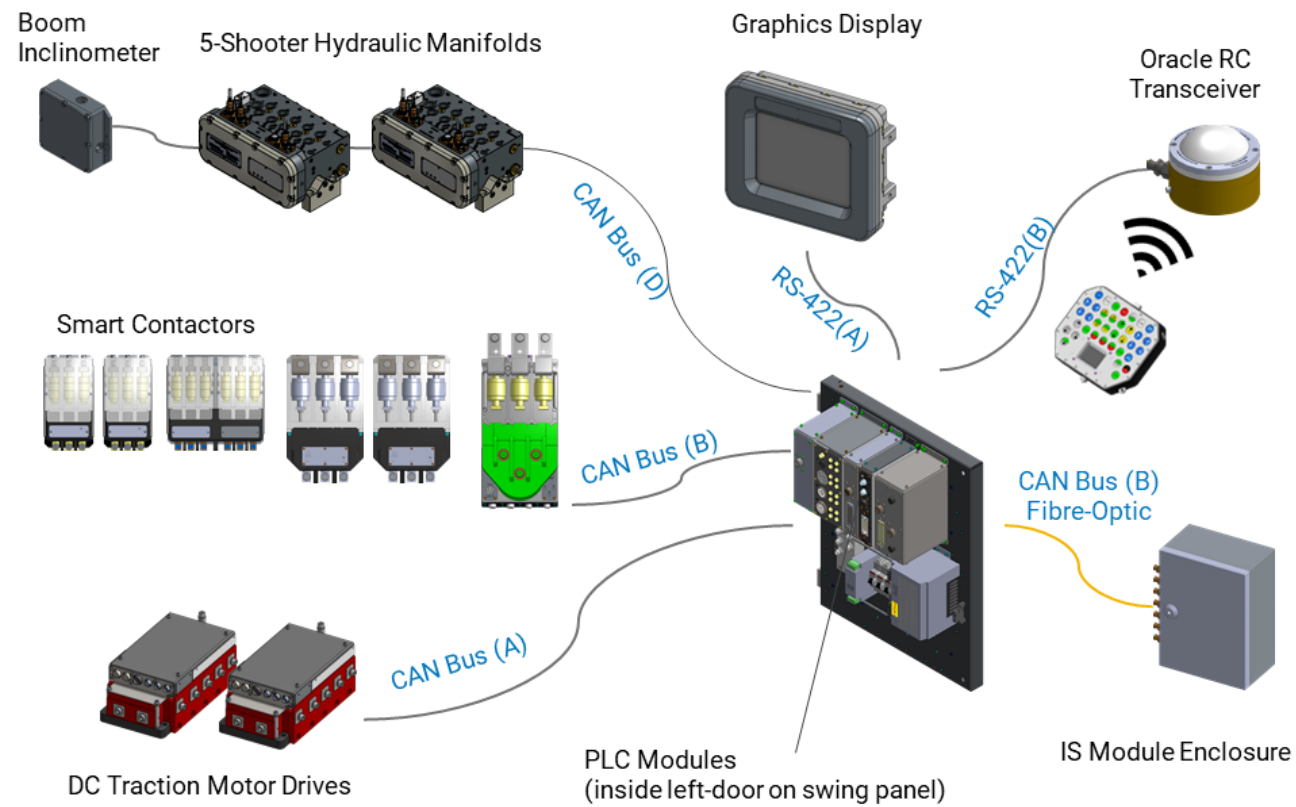 Boom
Inclinometer
5-Shooter Hydraulic Manifolds
Graphics Display
Oracle RC
Transceiver
CAN Bus (D)
RS-422(A)
RS-422(B)
Smart Contactors
CAN Bus (B)
CAN Bus (B)
Fibre-Optic
CAN Bus (A)
DC Traction Motor Drives
PLC Modules
(inside left-door on swing panel)
IS Module Enclosure